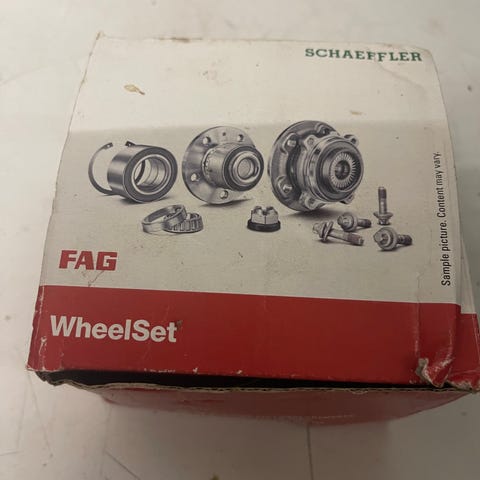 SCHAEFFLER
Sample picture. Content may vary.
FAG
WheelSet